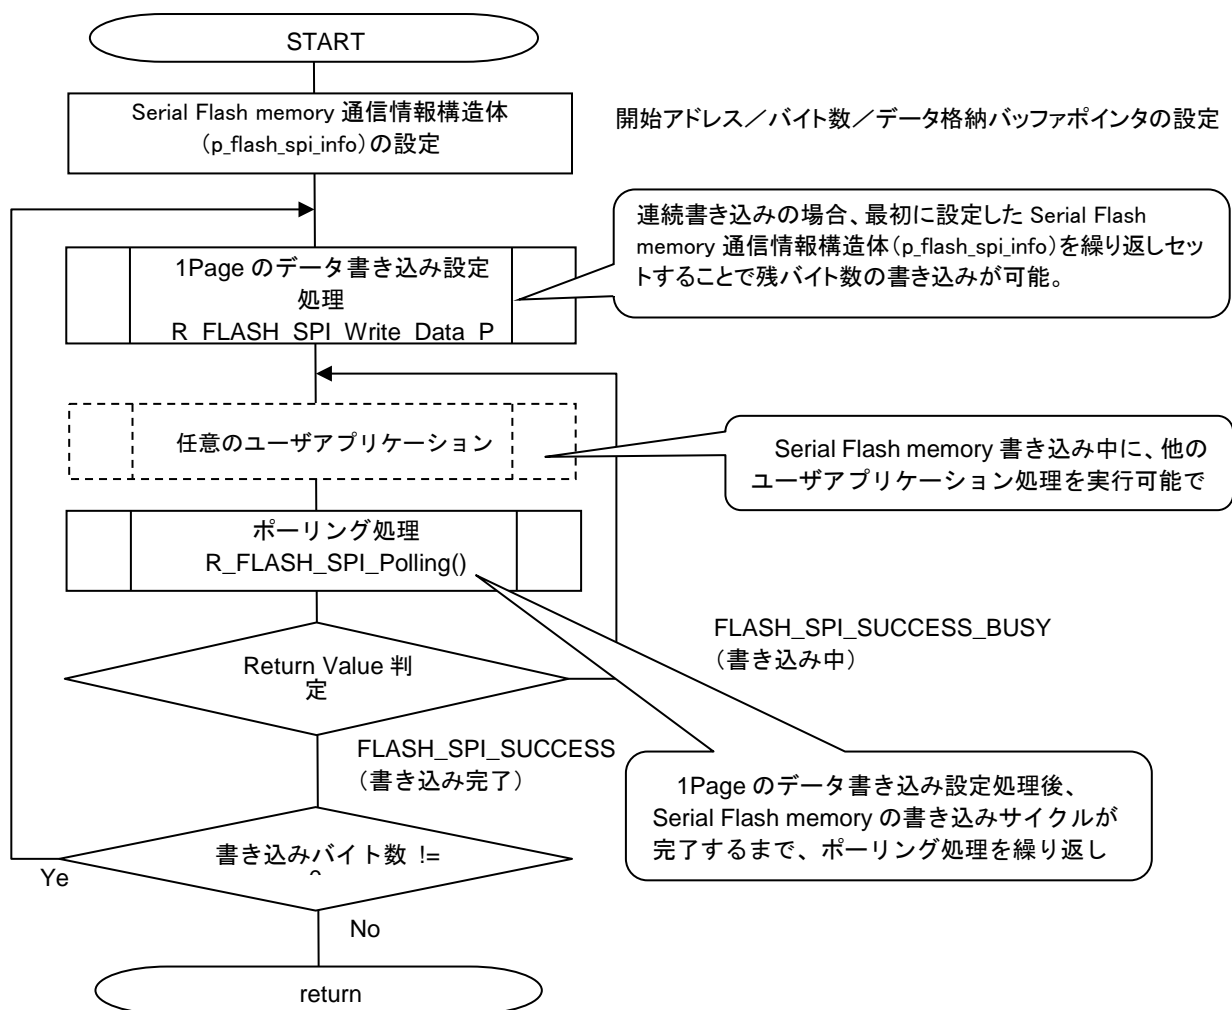 START
Serial Flash memory 通信情報構造体
（p_flash_spi_info）の設定
開始アドレス／バイト数／データ格納バッファポインタの設定
連続書き込みの場合、最初に設定した Serial Flash
memory 通信情報構造体（p_flash_spi_info）を繰り返しセッ
トすることで残バイト数の書き込みが可能。
1Page のデータ書き込み設定
処理
R_FLASH_SPI_Write_Data_P
任意のユーザアプリケーション
Serial Flash memory 書き込み中に、他の
ユーザアプリケーション処理を実行可能で
ポーリング処理
R_FLASH_SPI_Polling()
FLASH_SPI_SUCCESS_BUSY
（書き込み中）
Return Value 判
定
FLASH_SPI_SUCCESS
（書き込み完了）
1Page のデータ書き込み設定処理後、
Serial Flash memory の書き込みサイクルが
完了するまで、ポーリング処理を繰り返し
書き込みバイト数 !=
Ye
No
return